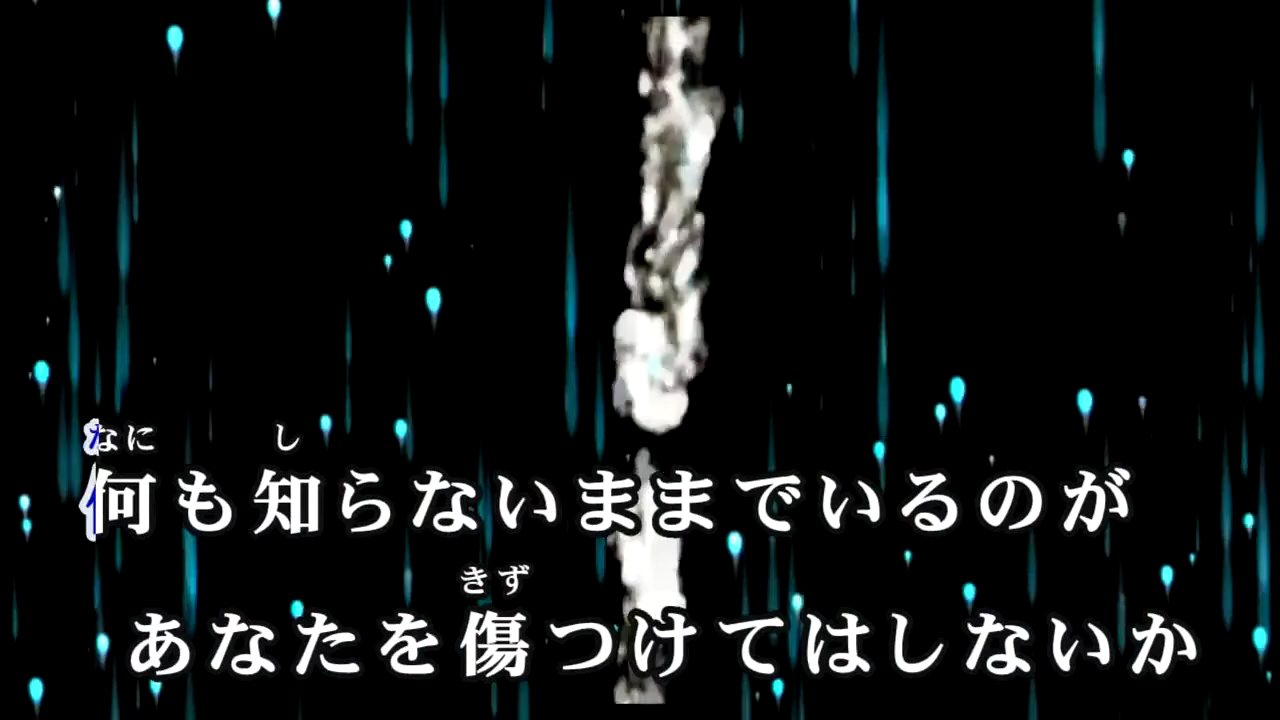 なに し
何も知らないままでいるのが
きず
あなたを傷つけてはしないか